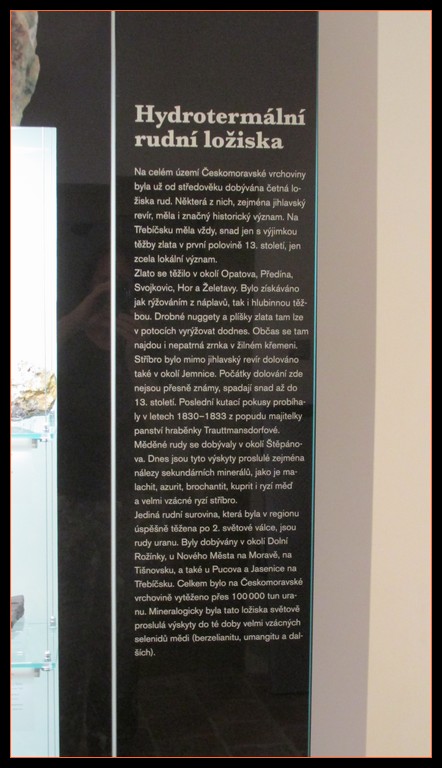 Hydrotermální
rudní ložiska
Na celém území Českomoravské vrchoviny
byla už od středověku dobývána četná lo-
žiska rud. Některá z nich, zejména jihlavský
revír, měla i značný historický význam. Na
Třebíčsku měla vždy, snad jen s výjimkou
těžby zlata v první polovině 13. století, jen
zcela lokální význam.
Zlato se těžilo v okolí Opatova, Předína,
Svojkovic, Hor a Želetavy. Bylo získáváno
jak rýžováním z náplavů, tak i hlubinnou těž-
bou. Drobné nuggety a plíšky zlata tam lze
v potocích vyrýžovat dodnes. Občas se tam
najdou i nepatrná zrnka v žilném křemeni.
Stříbro bylo mimo jihlavský revír dolováno
také v okolí Jemnice. Počátky dolování zde
nejsou přesně známy, spadají snad až do
13. století. Poslední kutací pokusy probíha-
ly v letech 1830–1833 z popudu majitelky
panství hraběnky Trauttmansdorfové.
Měděné rudy se dobývaly v okolí Štěpáno-
va. Dnes jsou tyto výskyty proslulé zejména
nálezy sekundárních minerálů, jako je ma-
lachit, azurit, brochantit, kuprit i ryzí měď
a velmi vzácné ryzí stříbro.
Jediná rudní surovina, která byla v regionu
úspěšně těžena po 2. světové válce, jsou
rudy uranu. Byly dobývány v okolí Dolní
Rožínky, u Nového Města na Moravě, na
Tišnovsku, a také u Pucova a Jasenice na
Třebíčsku. Celkem bylo na Českomoravské
vrchovině vytěženo přes 100 000 tun ura-
nu. Mineralogicky byla tato ložiska světově
proslulá výskyty do té doby velmi vzácných
selenidů mědi (berzelianitu, umangitu a dal-
ších).